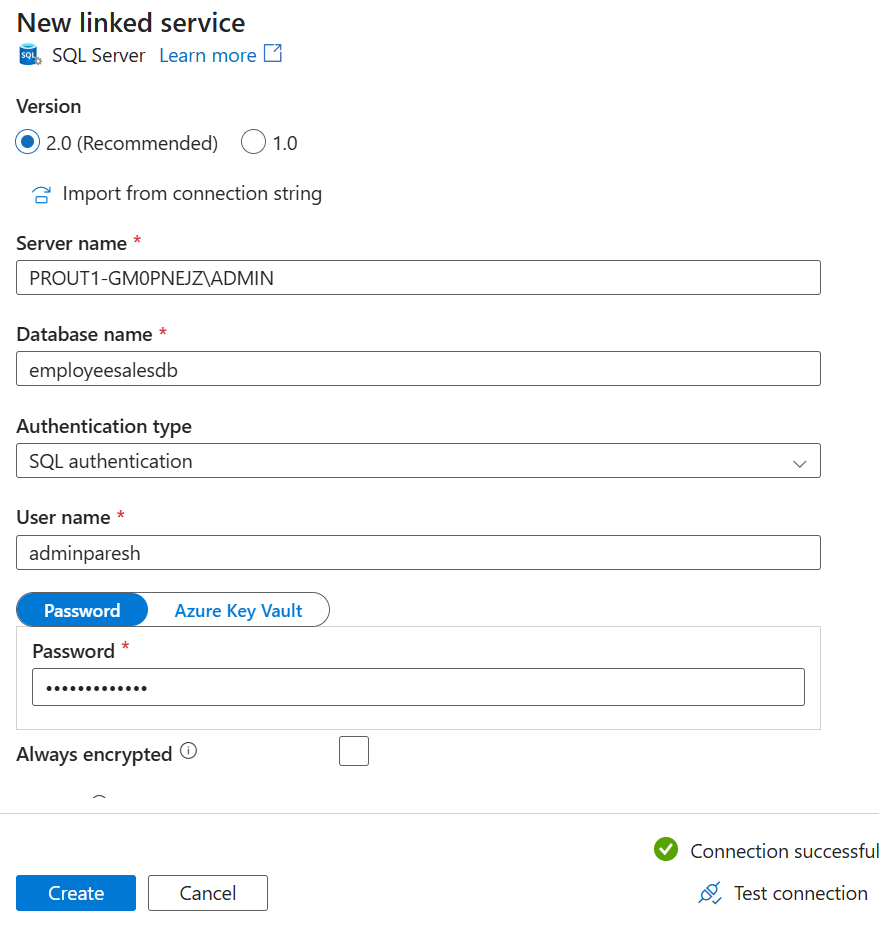 New linked service
SQL SQL Server Learn more
Version
2.0 (Recommended) 1.0
Import from connection string
Server name *
PROUT1-GM0PNEJZ\ADMIN
Database name *
employeesalesdb
Authentication type
SQL authentication
User name *
adminparesh
Password Azure Key Vault
Password *
•••••••••••••
Always encrypted
Connection successful
Create Cancel Test connection